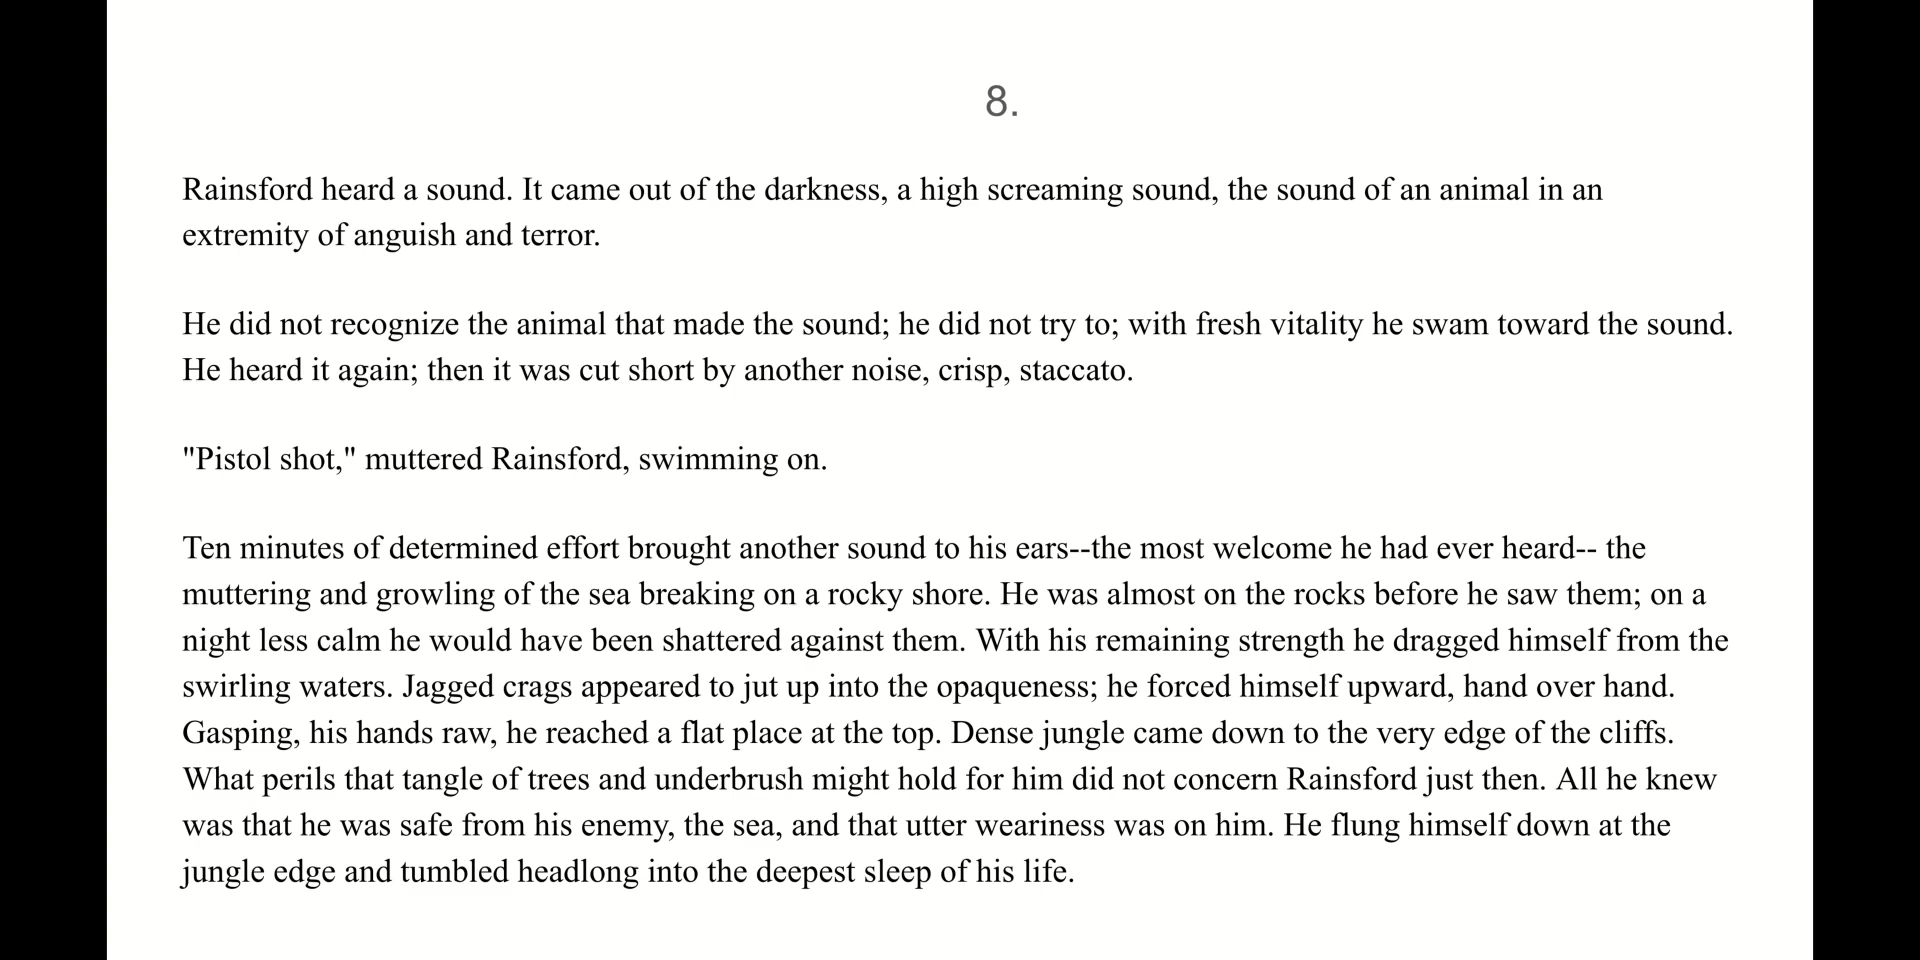 8.
Rainsford heard a sound. It came out of the darkness, a high screaming sound, the sound of an animal in an
extremity of anguish and terror.
He did not recognize the animal that made the sound; he did not try to; with fresh vitality he swam toward the sound.
He heard it again; then it was cut short by another noise, crisp, staccato.
"Pistol shot," muttered Rainsford, swimming on.
Ten minutes of determined effort brought another sound to his ears--the most welcome he had ever heard-- the
muttering and growling of the sea breaking on a rocky shore. He was almost on the rocks before he saw them; on a
night less calm he would have been shattered against them. With his remaining strength he dragged himself from the
swirling waters. Jagged crags appeared to jut up into the opaqueness; he forced himself upward, hand over hand.
Gasping, his hands raw, he reached a flat place at the top. Dense jungle came down to the very edge of the cliffs.
What perils that tangle of trees and underbrush might hold for him did not concern Rainsford just then. All he knew
was that he was safe from his enemy, the sea, and that utter weariness was on him. He flung himself down at the
jungle edge and tumbled headlong into the deepest sleep of his life.